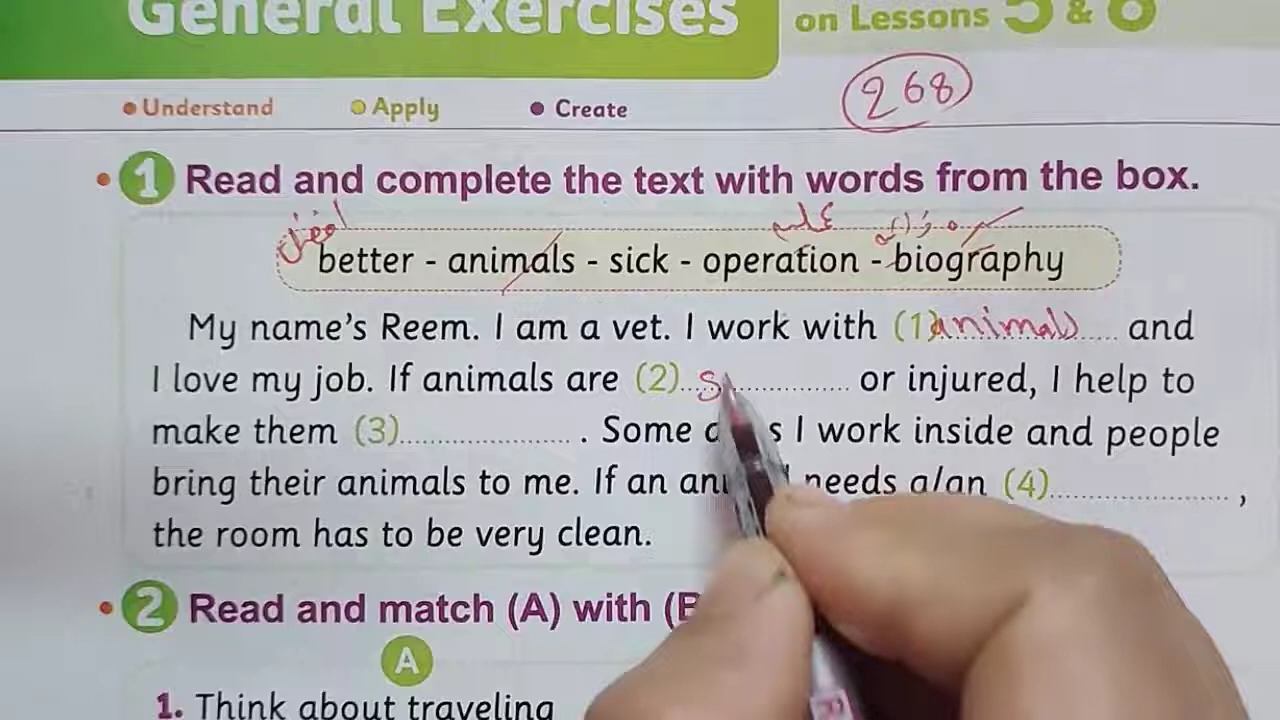 General Exercises on Lessons 5 & 6
Understand Apply Create
268
1 Read and complete the text with words from the box.
افضل
better - animals - sick - operation - biography
My name's Reem. I am a vet. I work with (1) animals and
I love my job. If animals are (2) s or injured, I help to
make them (3) . Some I work inside and people
bring their animals to me. If an needs a/an (4) ,
the room has to be very clean.
2 Read and match (A) with
A
1. Think about traveling